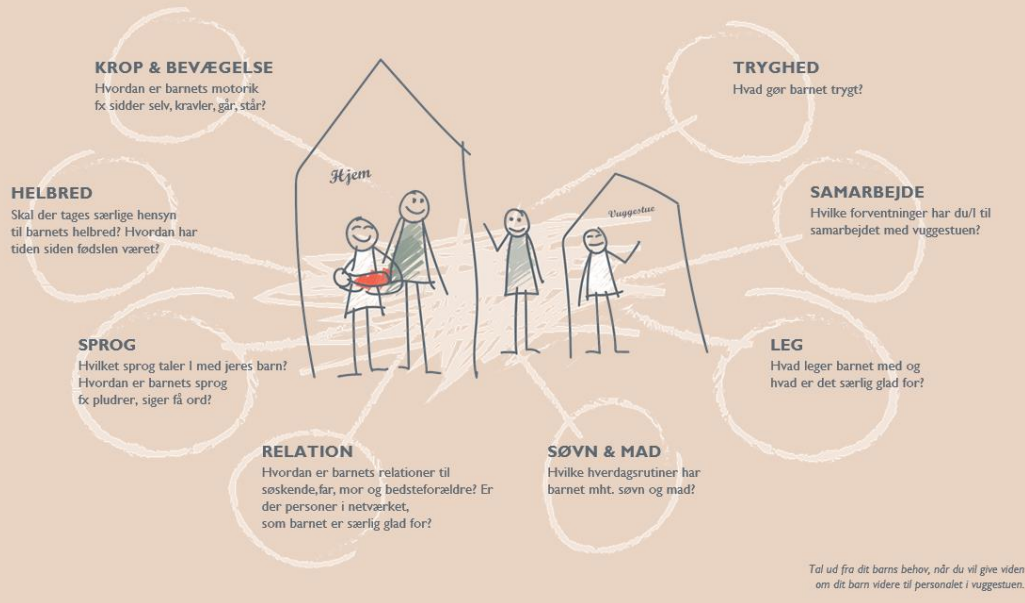 KROP & BEVÆGELSE
Hvordan er barnets motorik
fx sidder selv, kravler, går, står?
HELBRED
Skal der tages særlige hensyn
til barnets helbred? Hvordan har
tiden siden fødslen været?
SPROG
Hvilket sprog taler I med jeres barn?
Hvordan er barnets sprog
fx pludrer, siger få ord?
RELATION
Hvordan er barnets relationer til
søskende,far, mor og bedsteforældre? Er
der personer i netværket,
som barnet er særlig glad for?
Hjem
Vuggestue
SØVN & MAD
Hvilke hverdagsrutiner har
barnet mht. søvn og mad?
TRYGHED
Hvad gør barnet trygt?
SAMARBEJDE
Hvilke forventninger har du/I til
samarbejdet med vuggestuen?
LEG
Hvad leger barnet med og
hvad er det særlig glad for?
Tal ud fra dit barns behov, når du vil give viden
om dit barn videre til personalet i vuggestuen.